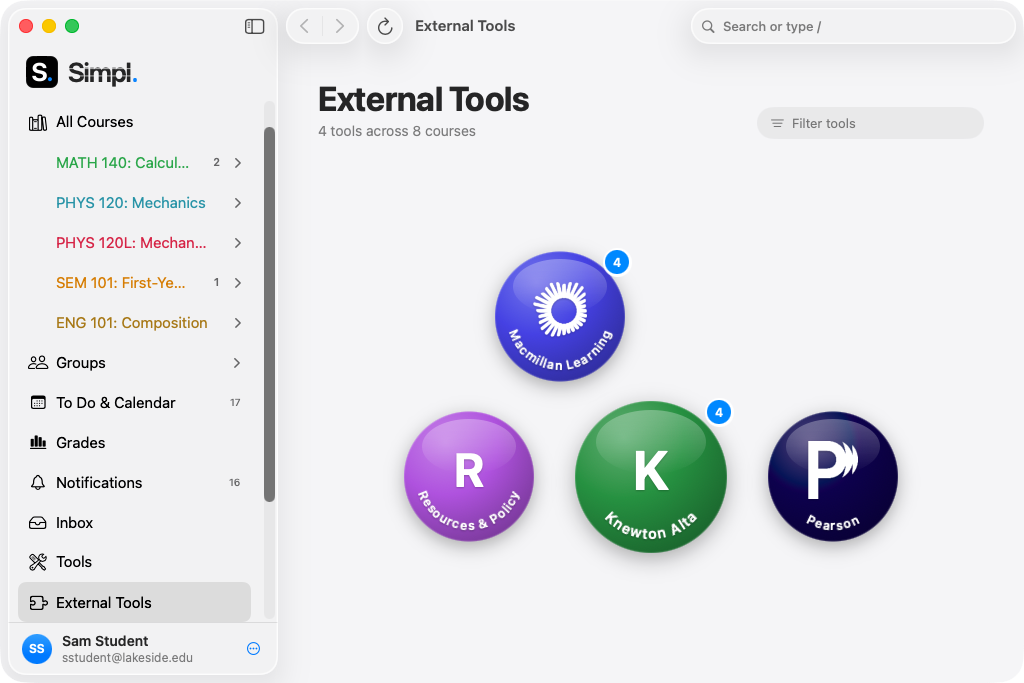 External Tools
Search or type /
S. Simpl.
All Courses
MATH 140: Calcul... 2
PHYS 120: Mechanics
PHYS 120L: Mechan...
SEM 101: First-Ye... 1
ENG 101: Composition
Groups
To Do & Calendar 17
Grades
Notifications 16
Inbox
Tools
External Tools
SS Sam Student
sstudent@lakeside.edu
External Tools
4 tools across 8 courses
Filter tools
4
Macmillan Learning
R
Resources & Policy
4
K
Knewton Alta
P
Pearson